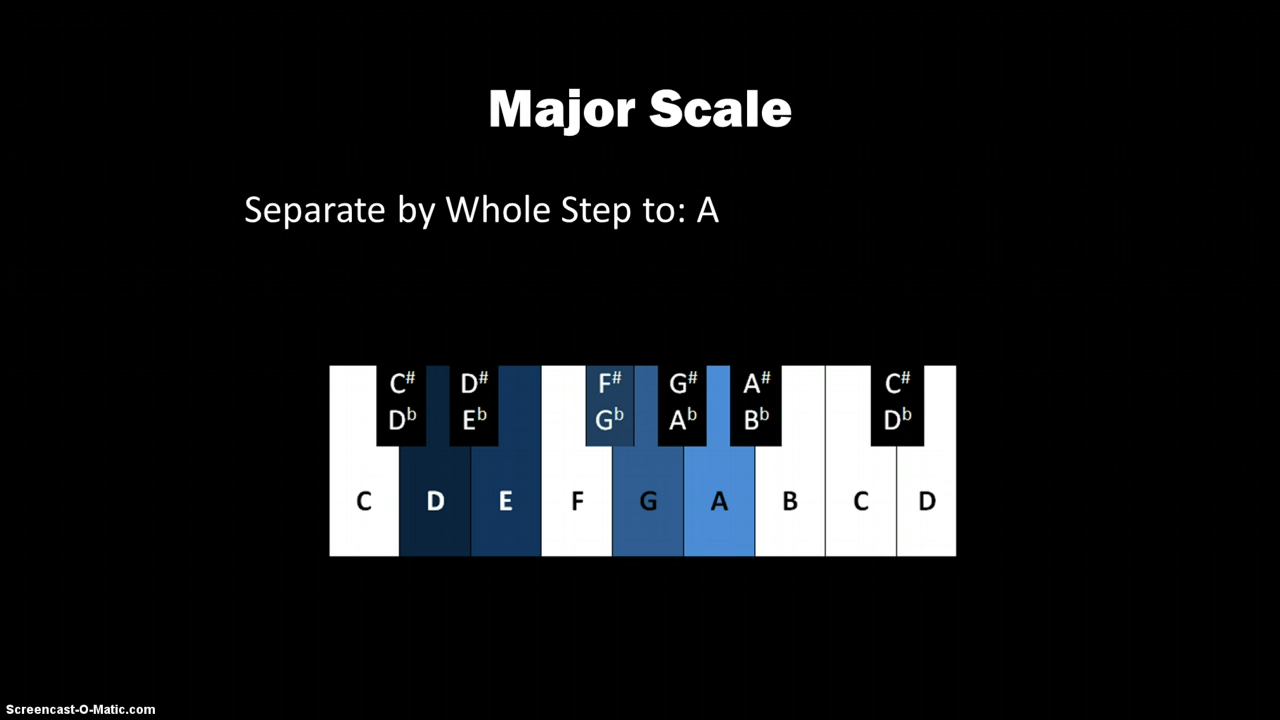 Major Scale
Separate by Whole Step to: A
C# D# F# G# A# C#
Db Eb Gb Ab Bb Db
C D E F G A B C D
Screencast-O-Matic.com